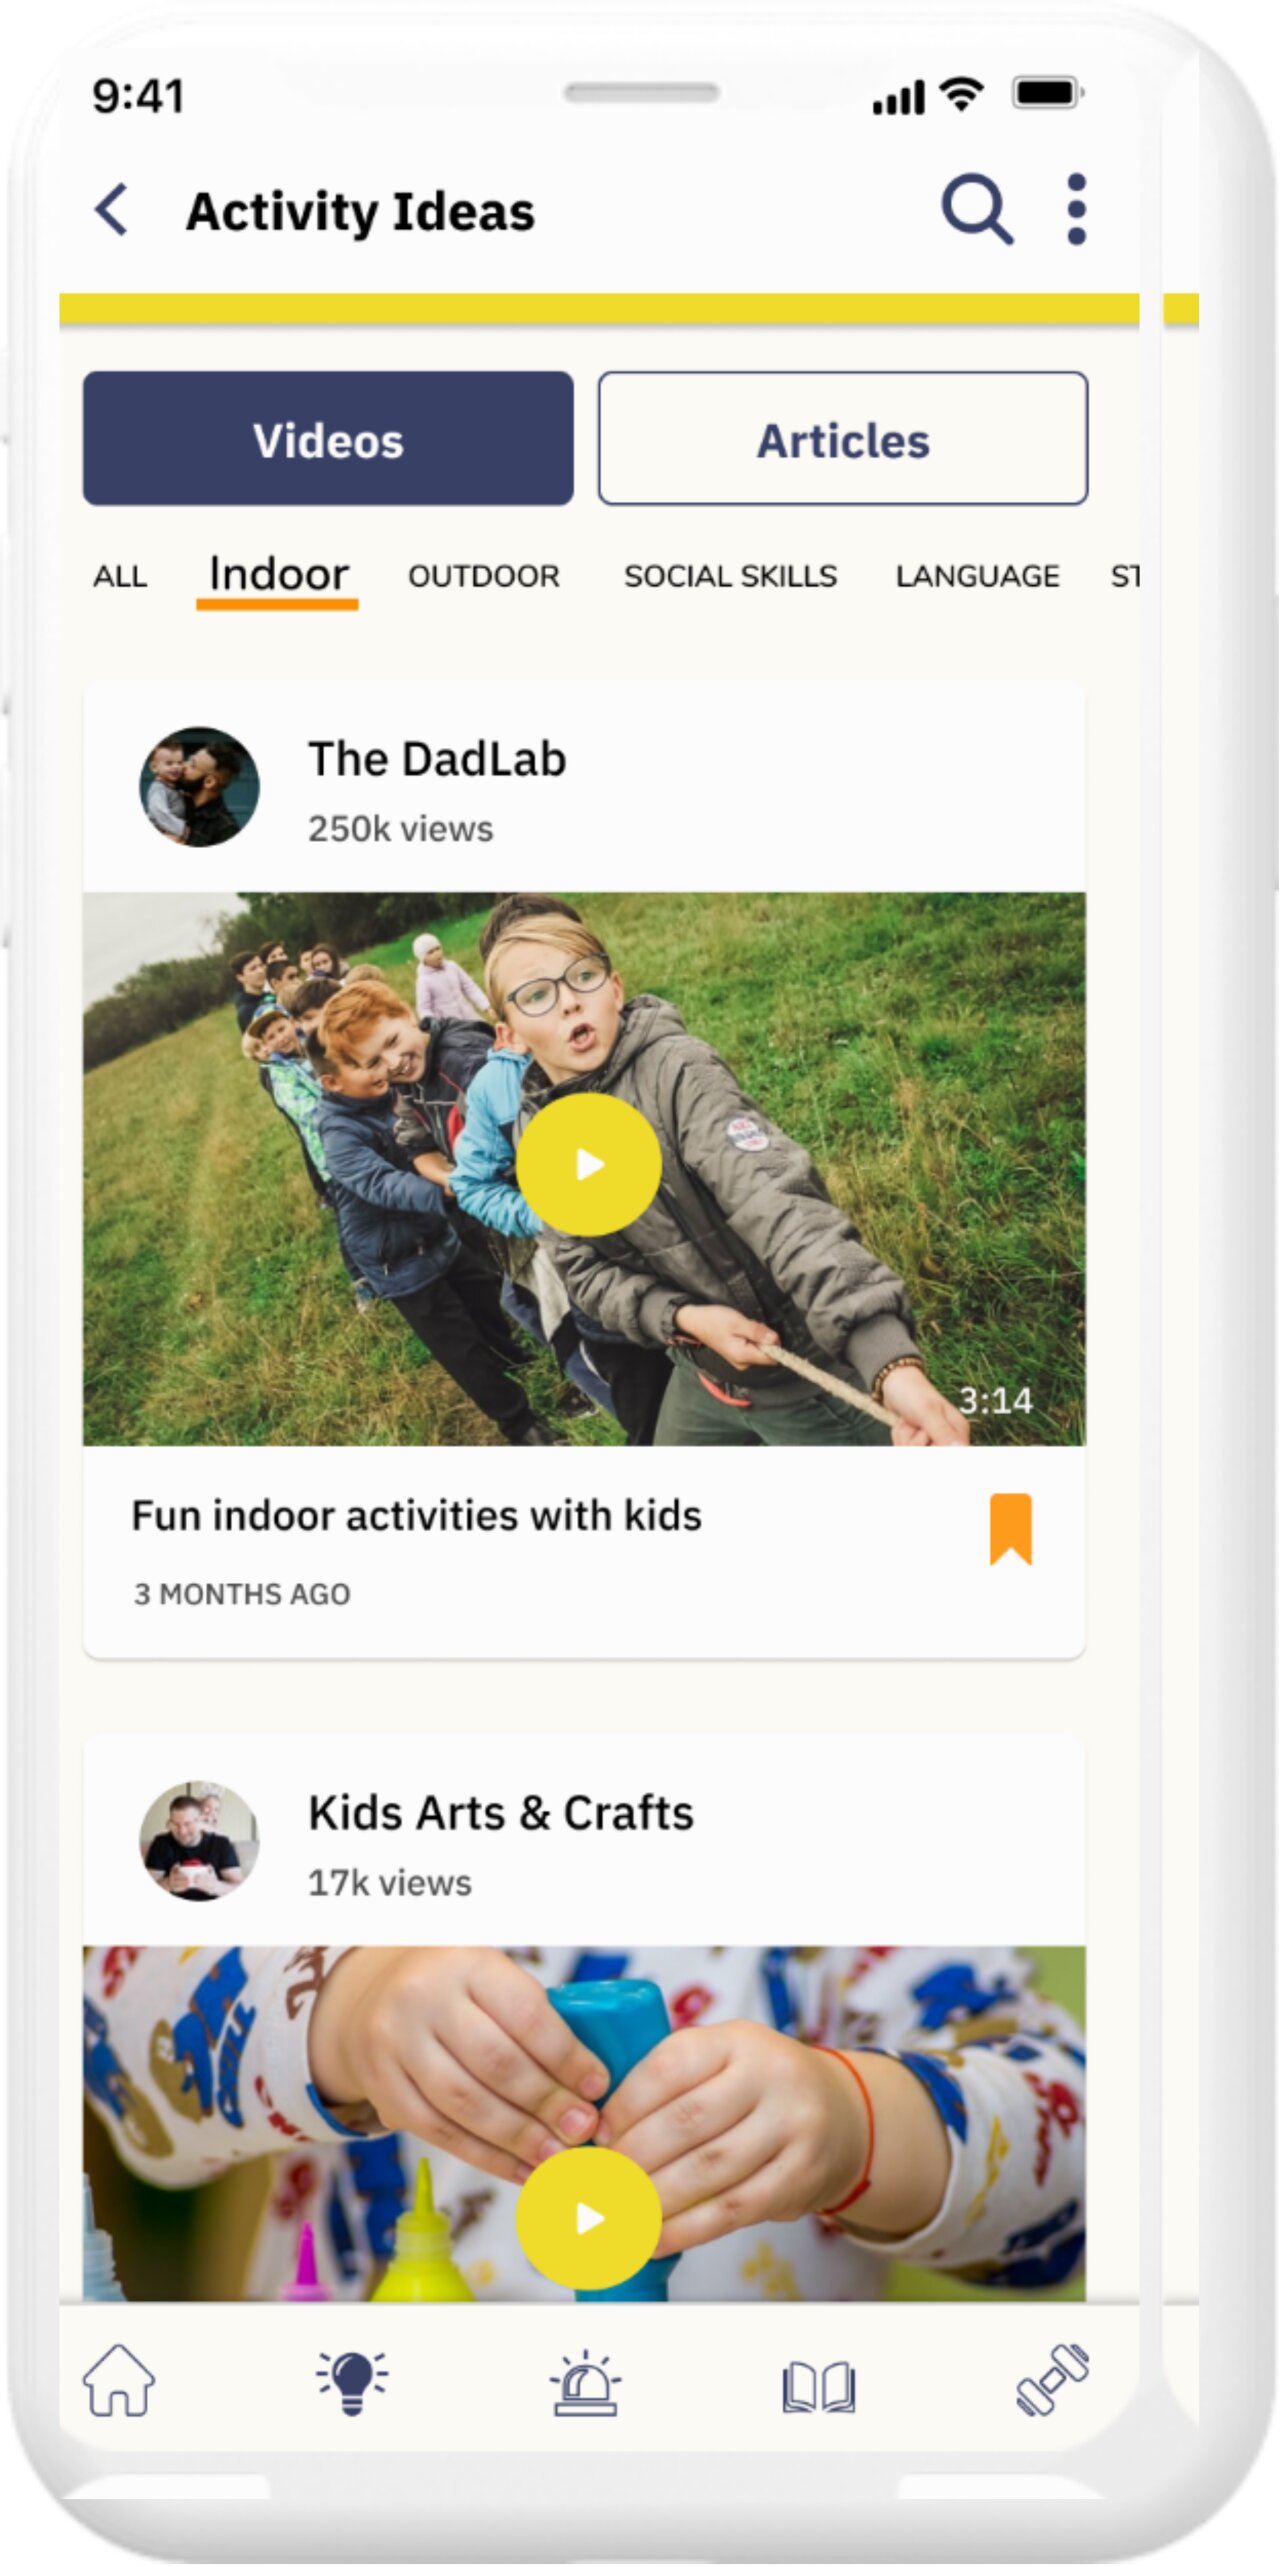 9:41
Activity Ideas
Videos
Articles
ALL
Indoor
OUTDOOR
SOCIAL SKILLS
LANGUAGE
ST
The DadLab
250k views
3:14
Fun indoor activities with kids
3 MONTHS AGO
Kids Arts & Crafts
17k views